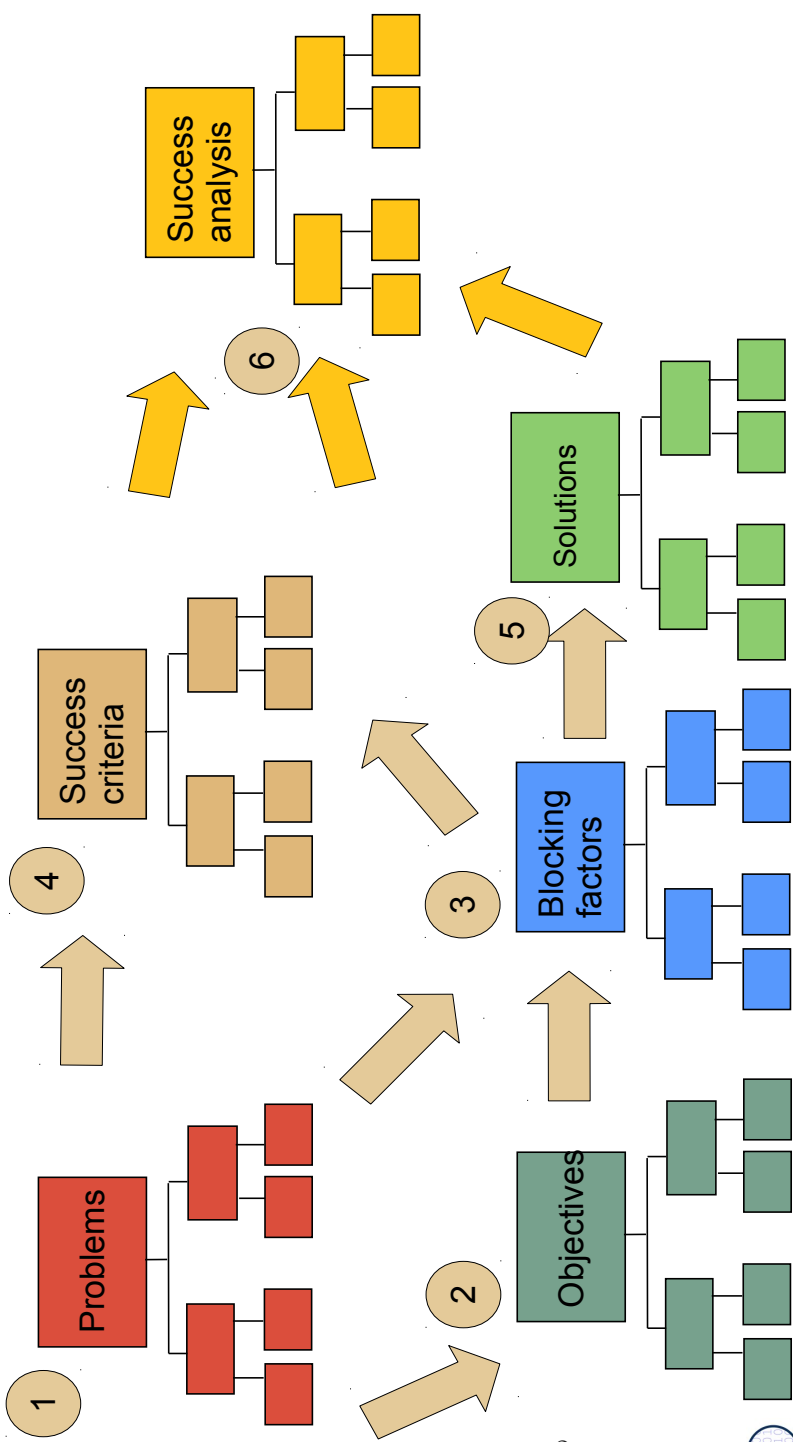 1
Problems
4
Success
criteria
6
Success
analysis
2
Objectives
3
Blocking
factors
5
Solutions